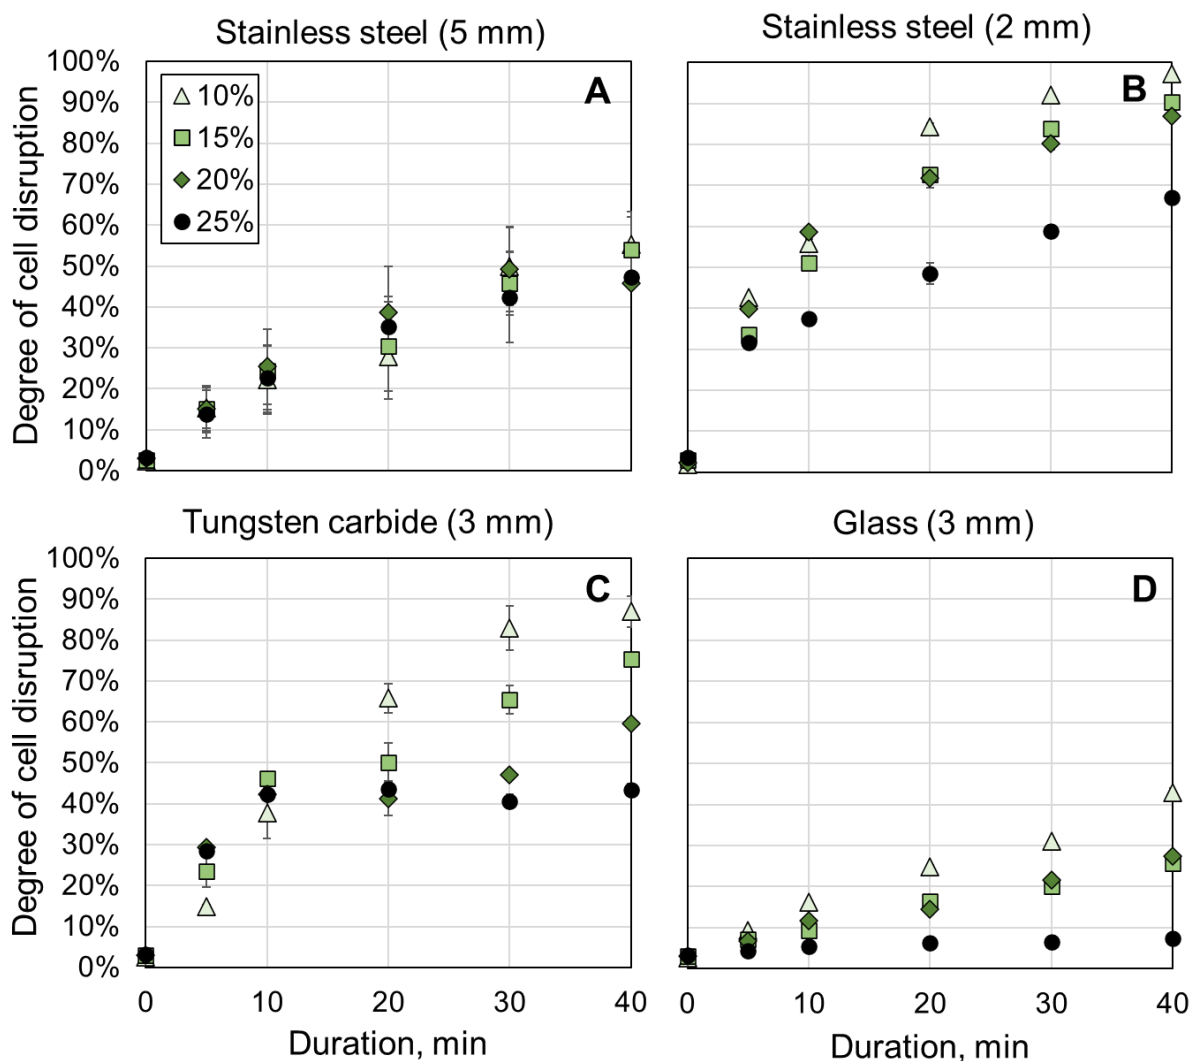 Stainless steel (5 mm)
Stainless steel (2 mm)
Degree of cell disruption
100%
90%
80%
70%
60%
50%
40%
30%
20%
10%
0%
10%
15%
20%
25%
A
B
Tungsten carbide (3 mm)
Glass (3 mm)
Degree of cell disruption
100%
90%
80%
70%
60%
50%
40%
30%
20%
10%
0%
C
D
0 10 20 30 40
0 10 20 30 40
Duration, min
Duration, min